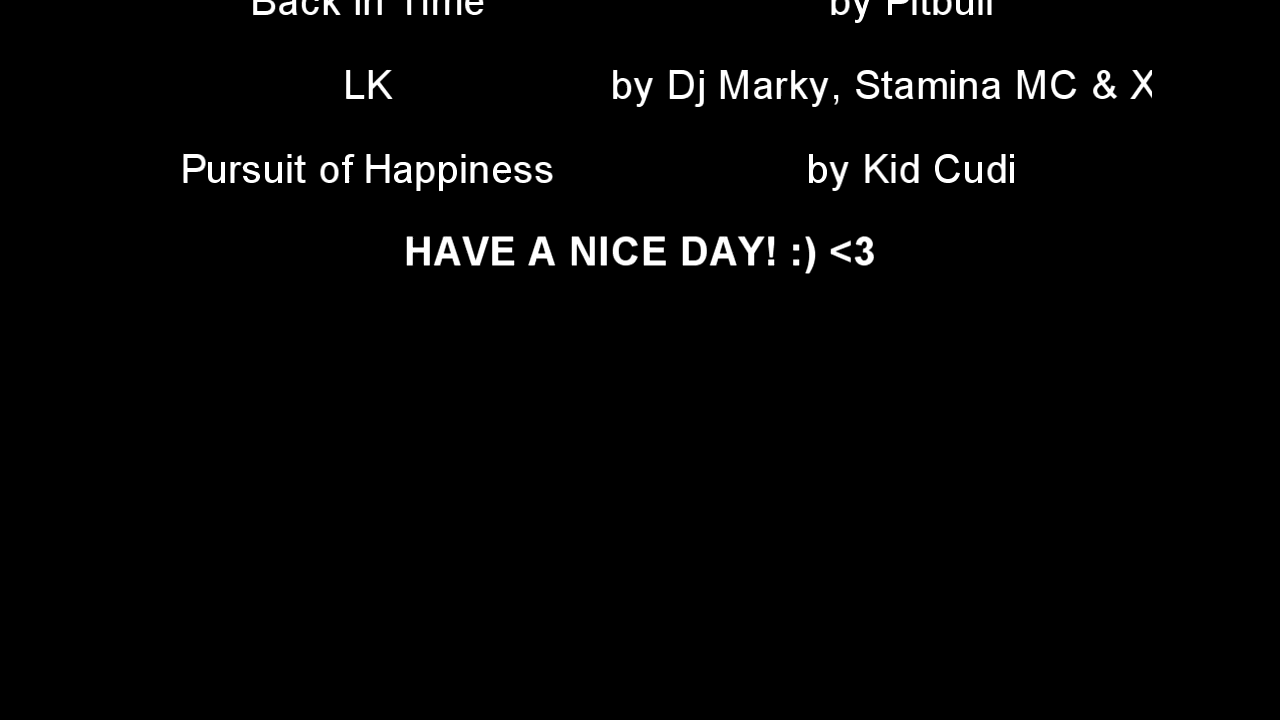 Back in Time by Pitbull
LK by Dj Marky, Stamina MC & X
Pursuit of Happiness by Kid Cudi
HAVE A NICE DAY! :) <3